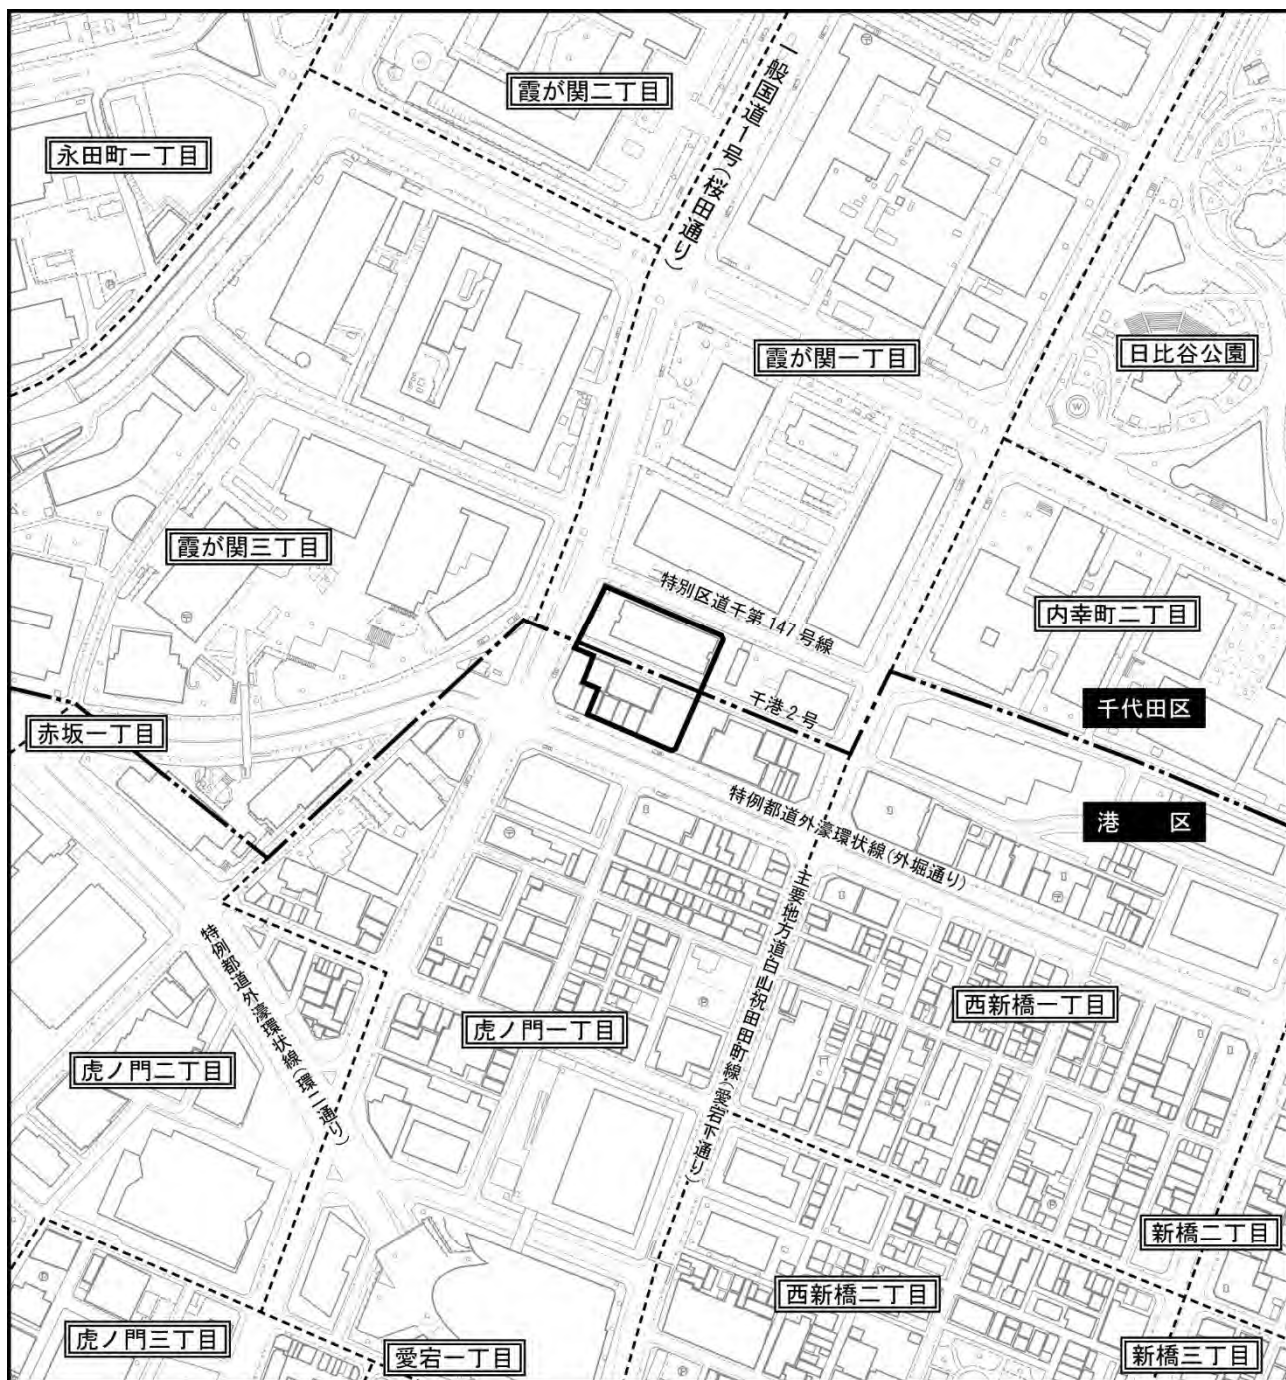 霞が関二丁目
一般国道1号(桜田通り)
永田町一丁目
霞が関一丁目
日比谷公園
霞が関三丁目
特別区道千第147号線
内幸町二丁目
千港2号
千代田区
赤坂一丁目
港　区
特例都道外濠環状線(外堀通り)
主要地方道白山祝田田町線(愛宕下通り)
特例都道外濠環状線(環二通り)
西新橋一丁目
虎ノ門一丁目
虎ノ門二丁目
新橋二丁目
西新橋二丁目
虎ノ門三丁目
愛宕一丁目
新橋三丁目